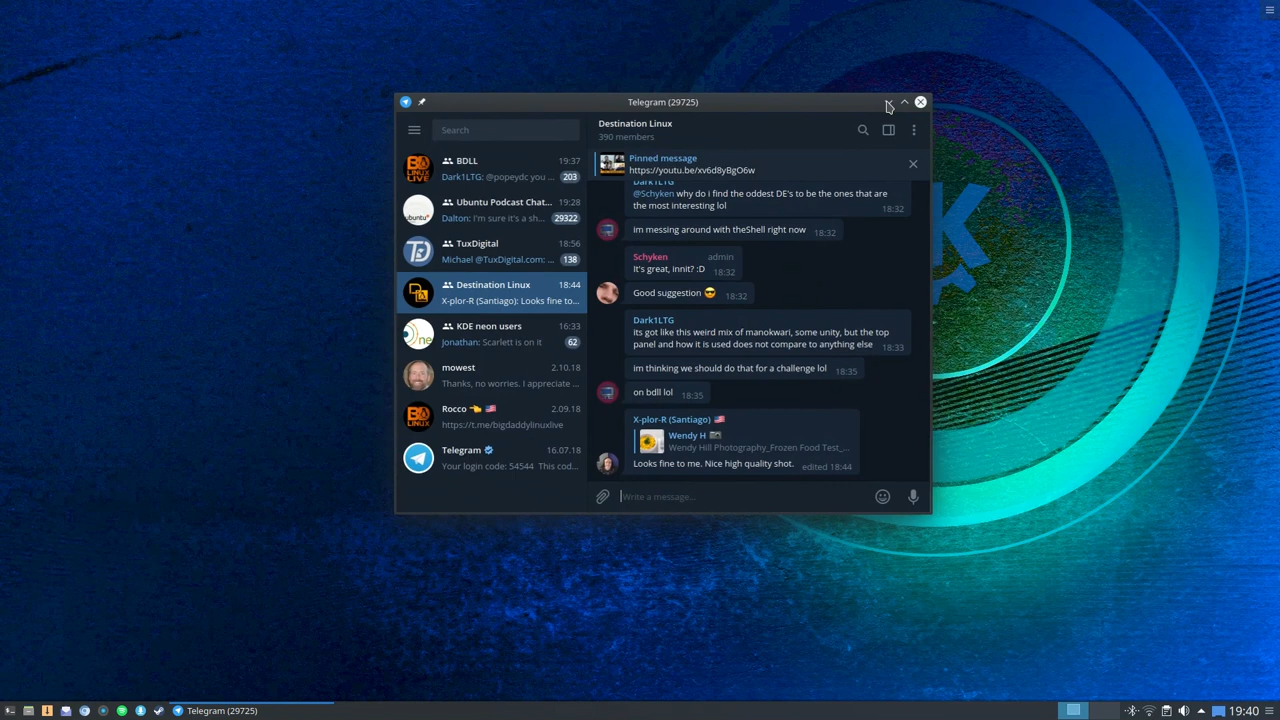 Telegram (29725)
Search
BDLL 19:37
Dark1LTG: @popeydc you ... 203
Ubuntu Podcast Chat... 19:28
Dalton: I'm sure it's a sh... 29322
TuxDigital 18:56
Michael @TuxDigital.com: ... 138
Destination Linux 18:44
X-plor-R (Santiago): Looks fine to...
KDE neon users 16:33
jonathan: Scarlett is on it 62
mowest 2.10.18
Thanks, no worries. I appreciate ...
Rocco 👈 🇺🇸 2.09.18
https://t.me/bigdaddylinuxlive
Telegram 16.07.18
Your login code: 54544 This cod...
Destination Linux
390 members
Pinned message
https://youtu.be/xv6d8yBgO6w
Dark1LTG
@Schyken why do i find the oddest DE's to be the ones that are
the most interesting lol 18:32
im messing around with theShell right now 18:32
Schyken admin
It's great, innit? :D 18:32
Good suggestion 😎 18:32
Dark1LTG
its got like this weird mix of manokwari, some unity, but the top
panel and how it is used does not compare to anything else 18:33
im thinking we should do that for a challenge lol 18:35
on bdll lol 18:35
X-plor-R (Santiago) 🇺🇸
Wendy H 📷
Wendy Hill Photography_Frozen Food Test_...
Looks fine to me. Nice high quality shot. edited 18:44
Write a message...
Telegram (29725)
19:40